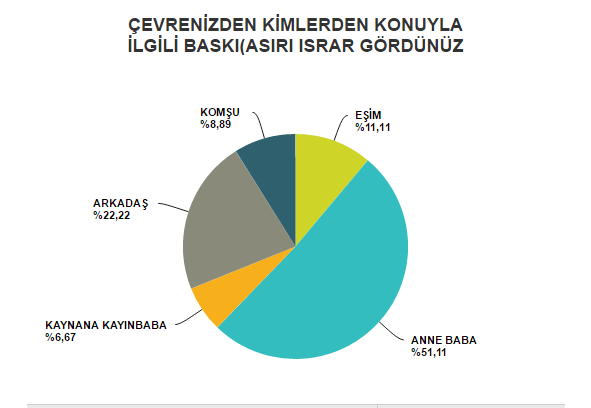 ÇEVRENİZDEN KİMLERDEN KONUYLA
İLGİLİ BASKI(ASIRI ISRAR GÖRDÜNÜZ
KOMŞU
%8,89
EŞİM
%11,11
ARKADAŞ
%22,22
KAYNANA KAYINBABA
%6,67
ANNE BABA
%51,11